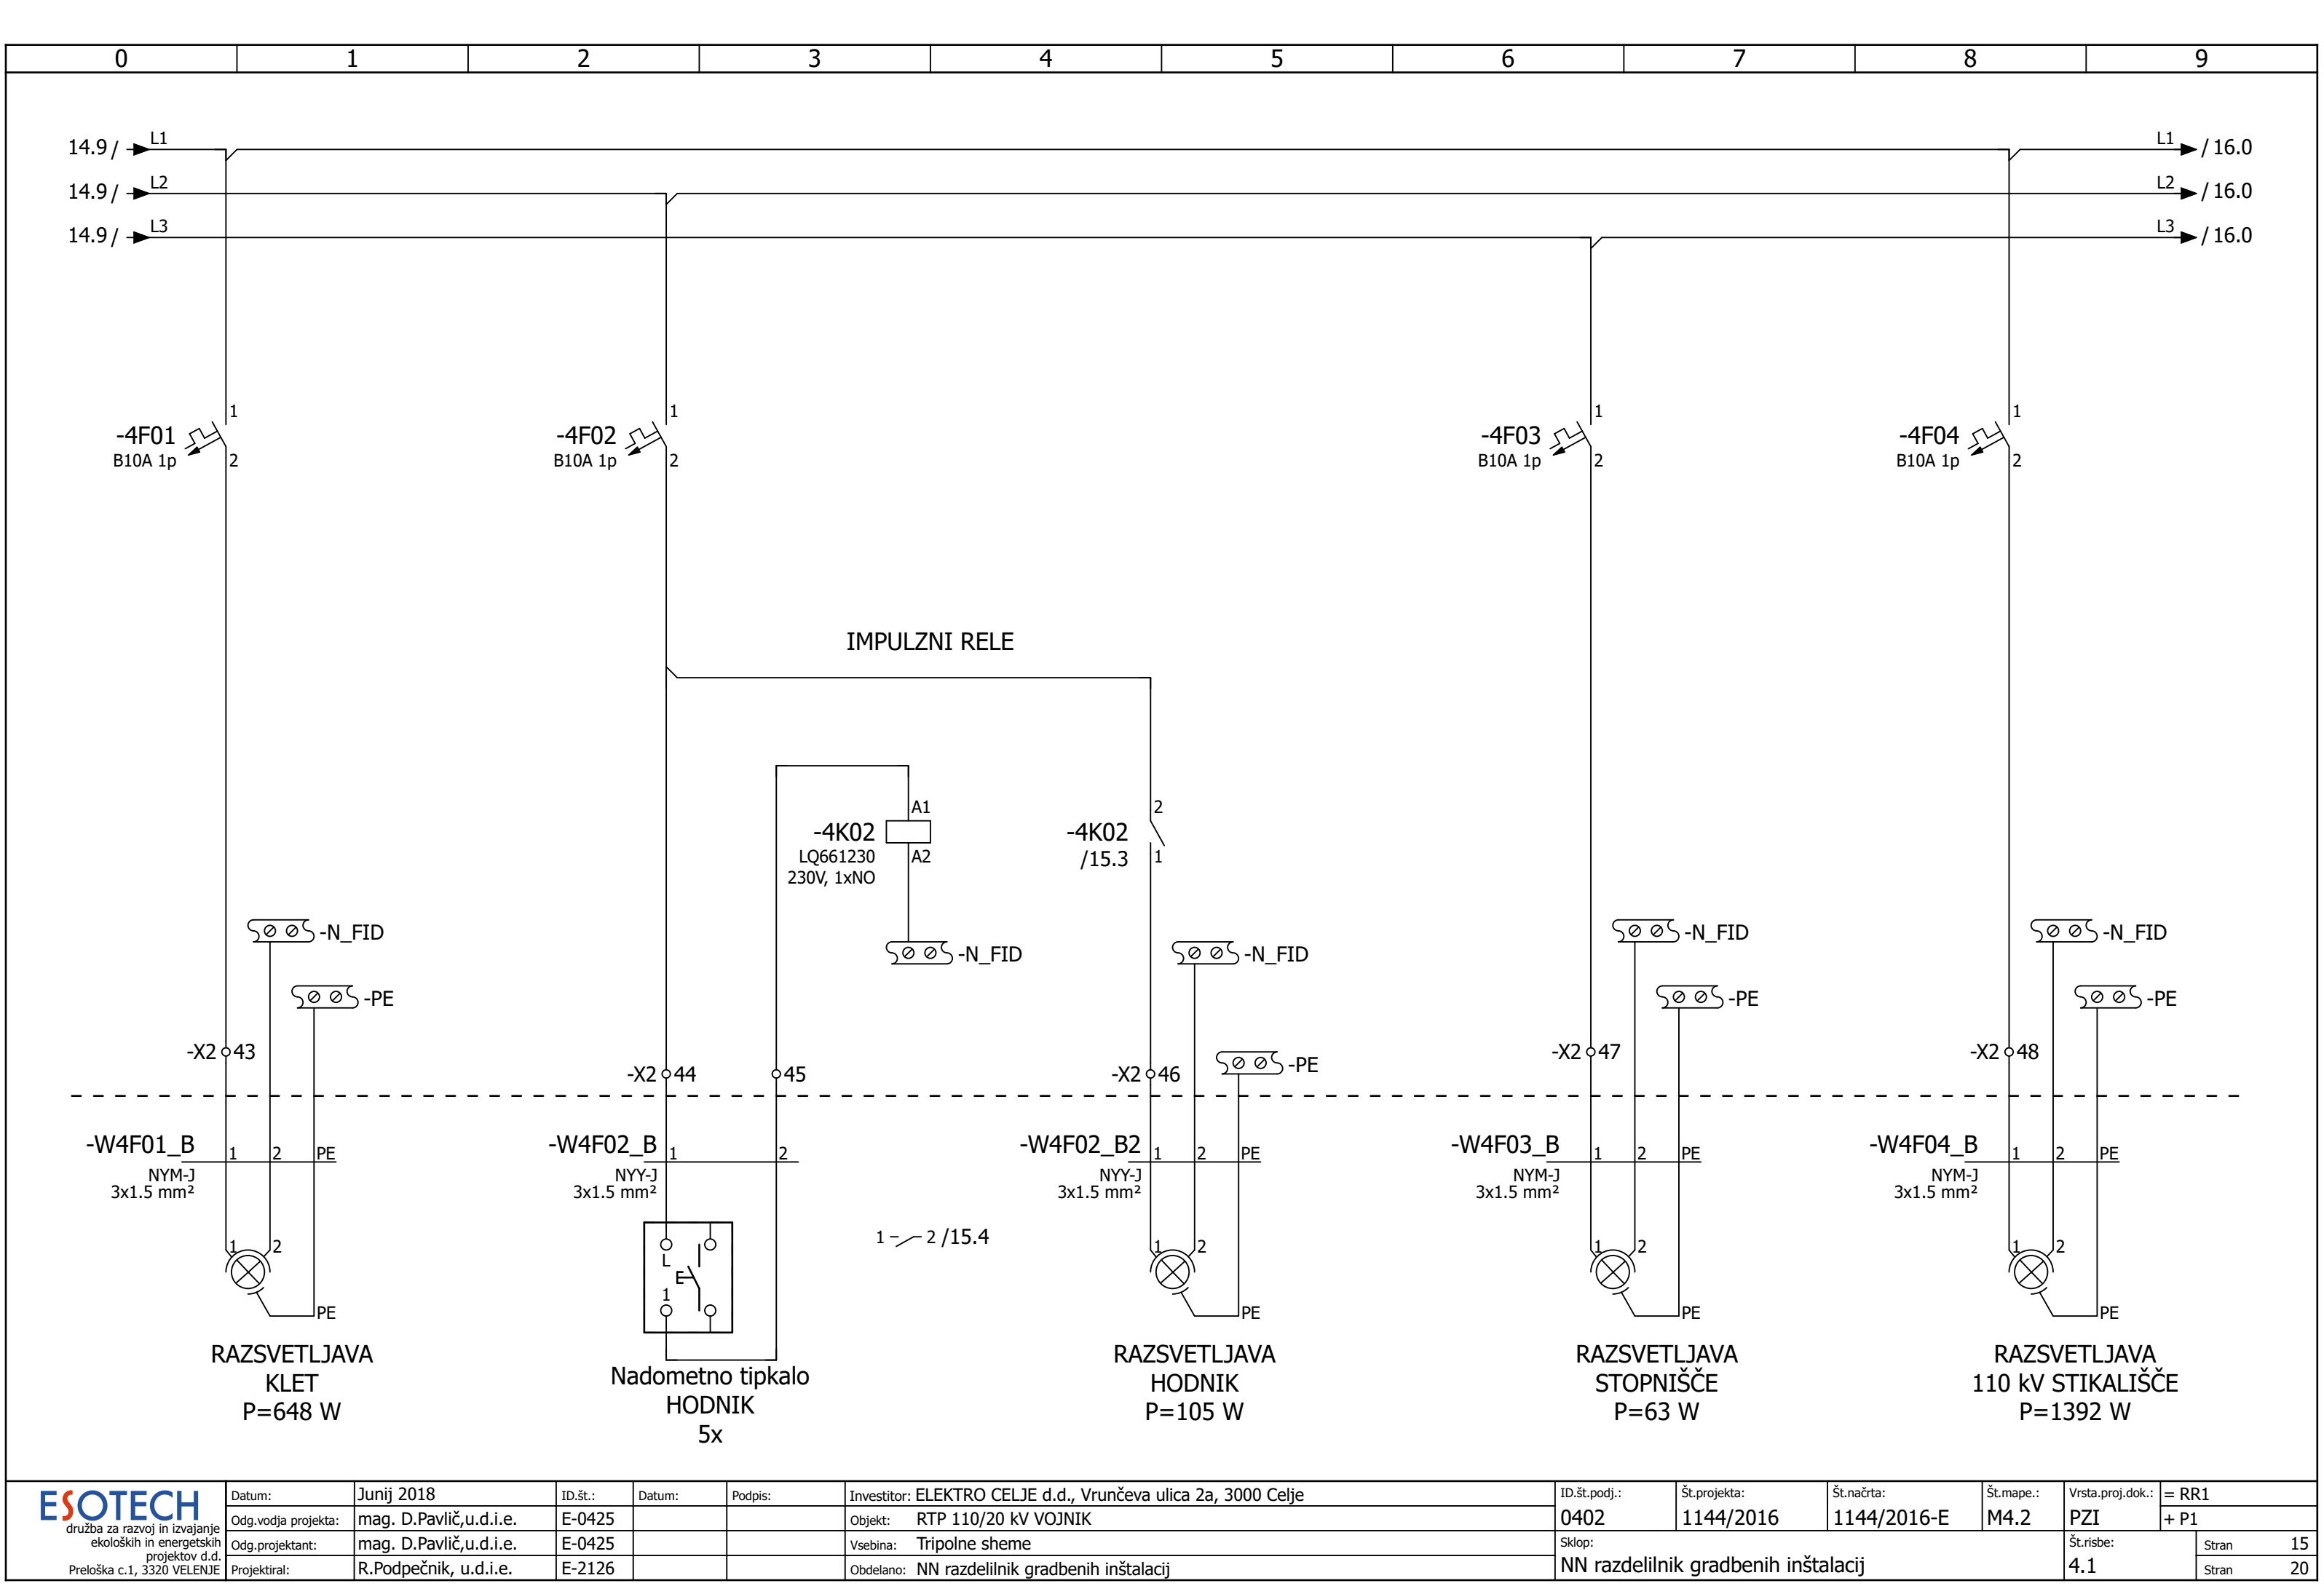 0 1 2 3 4 5 6 7 8 9
14.9 / L1 L1 / 16.0
14.9 / L2 L2 / 16.0
14.9 / L3 L3 / 16.0
1 1 1 1
-4F01 -4F02 -4F03 -4F04
B10A 1p B10A 1p B10A 1p B10A 1p
2 2 2 2
IMPULZNI RELE
A1 2
-4K02 -4K02
LQ661230 A2 /15.3 1
230V, 1xNO
-N_FID -N_FID -N_FID
-N_FID -N_FID
-PE -PE -PE
-X2 43 -X2 47 -X2 48
-PE
-X2 44 45 -X2 46
-W4F01_B 1 2 PE -W4F02_B 1 2 -W4F02_B2 1 2 PE -W4F03_B 1 2 PE -W4F04_B 1 2 PE
NYM-J NYY-J NYY-J NYM-J NYM-J
3x1.5 mm² 3x1.5 mm² 3x1.5 mm² 3x1.5 mm² 3x1.5 mm²
1 2 /15.4
1 2 L 1 2 1 2 1 2
E
1
PE PE PE PE
RAZSVETLJAVA
KLET
P=648 W
Nadometno tipkalo
HODNIK
5x
RAZSVETLJAVA
HODNIK
P=105 W
RAZSVETLJAVA
STOPNIŠČE
P=63 W
RAZSVETLJAVA
110 kV STIKALIŠČE
P=1392 W
ESOTECH
družba za razvoj in izvajanje
ekoloških in energetskih
projektov d.d.
Preloška c.1, 3320 VELENJE
Datum: Junij 2018 ID.št.: Datum: Podpis:
Odg.vodja projekta: mag. D.Pavlič,u.d.i.e. E-0425
Odg.projektant: mag. D.Pavlič,u.d.i.e. E-0425
Projektiral: R.Podpečnik, u.d.i.e. E-2126
Investitor: ELEKTRO CELJE d.d., Vrunčeva ulica 2a, 3000 Celje
Objekt: RTP 110/20 kV VOJNIK
Vsebina: Tripolne sheme
Obdelano: NN razdelilnik gradbenih inštalacij
ID.št.podj.: Št.projekta: Št.načrta: Št.mape.: Vrsta.proj.dok.: = RR1
0402 1144/2016 1144/2016-E M4.2 PZI + P1
Sklop: Št.risbe: Stran 15
NN razdelilnik gradbenih inštalacij 4.1 Stran 20